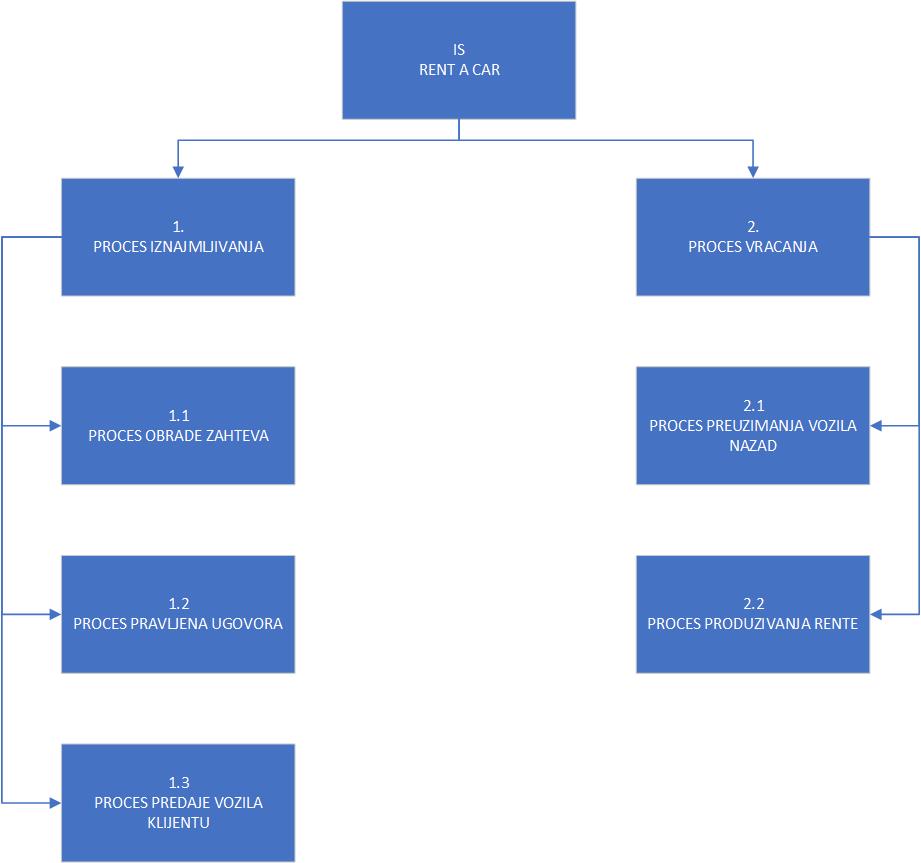 IS
RENT A CAR
1.
PROCES IZNAJMLJIVANJA
2.
PROCES VRACANJA
1.1
PROCES OBRADE ZAHTEVA
2.1
PROCES PREUZIMANJA VOZILA
NAZAD
1.2
PROCES PRAVLJENA UGOVORA
2.2
PROCES PRODUZIVANJA RENTE
1.3
PROCES PREDAJE VOZILA
KLIJENTU